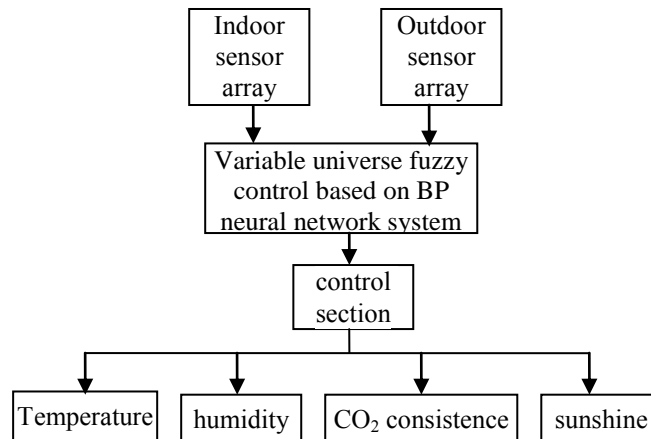 Indoor
sensor
array
Outdoor
sensor
array
Variable universe fuzzy
control based on BP
neural network system
control
section
Temperature
humidity
CO₂ consistence
sunshine